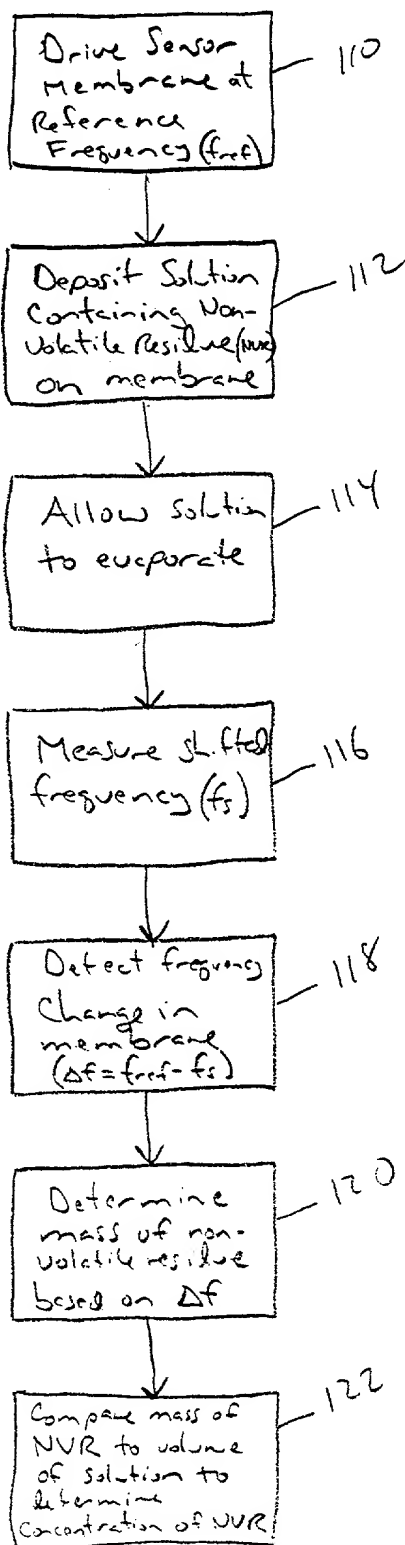 Drive Sensor
Membrane at
Reference
Frequency (fref)
110
Deposit Solution
Containing Non-
Volatile Residue (NVR)
on membrane
112
Allow solution
to evaporate
114
Measure shifted
frequency (fs)
116
Detect frequency
Change in
membrane
(Δf = fref - fs)
118
Determine
mass of non-
volatile residue
based on Δf
120
Compare mass of
NVR to volume
of solution to
determine
concentration of NVR
122